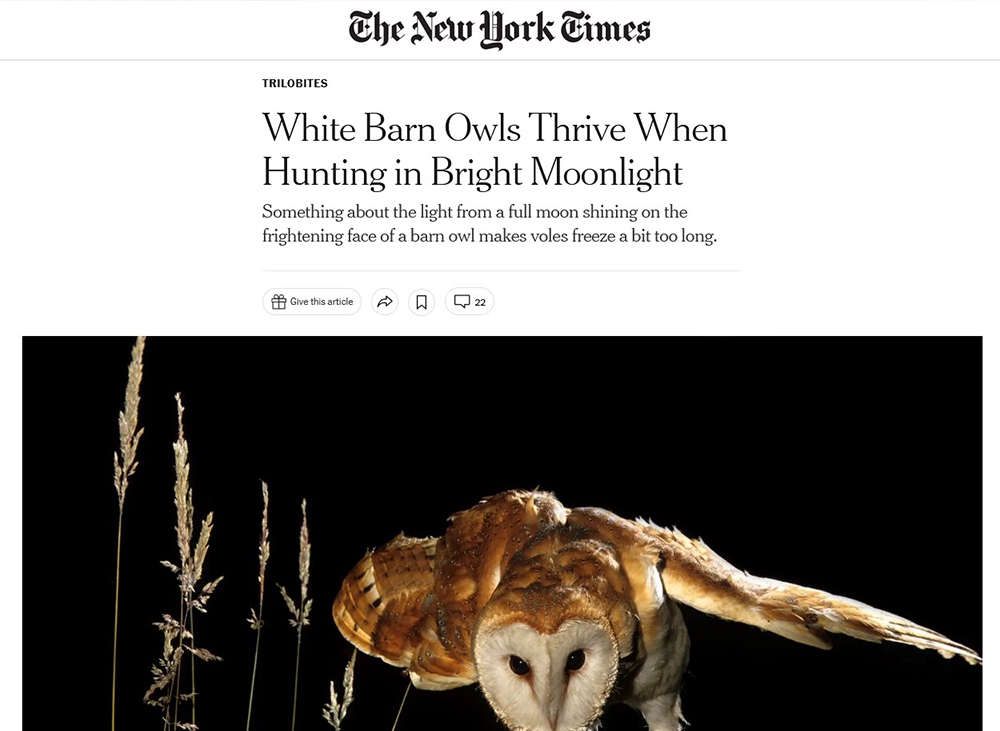 The New York Times
TRILOBITES
White Barn Owls Thrive When
Hunting in Bright Moonlight
Something about the light from a full moon shining on the
frightening face of a barn owl makes voles freeze a bit too long.
Give this article
22